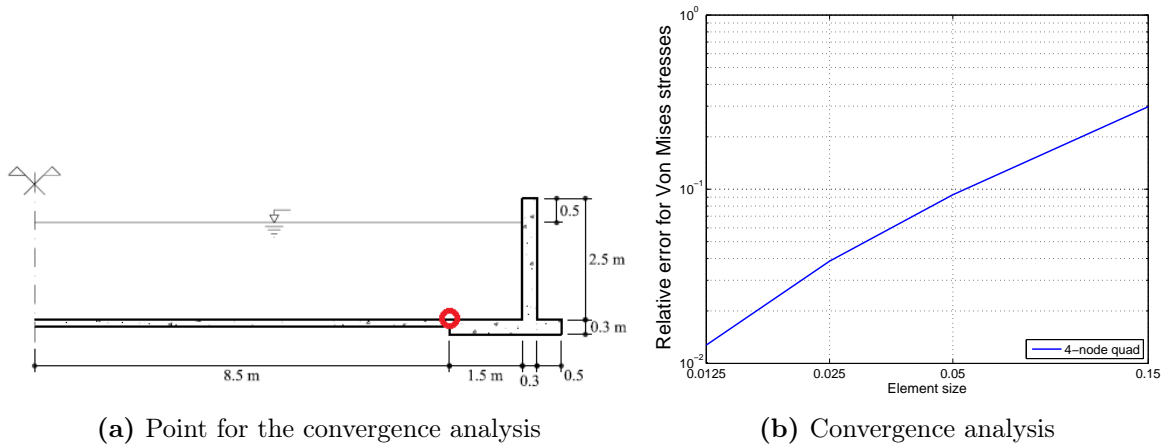 0.5
2.5 m
0.3 m
8.5 m
1.5 m
0.3
0.5
(a) Point for the convergence analysis
Relative error for Von Mises stresses
10⁰
10⁻¹
10⁻²
0.0125
0.025
0.05
0.15
Element size
4−node quad
(b) Convergence analysis